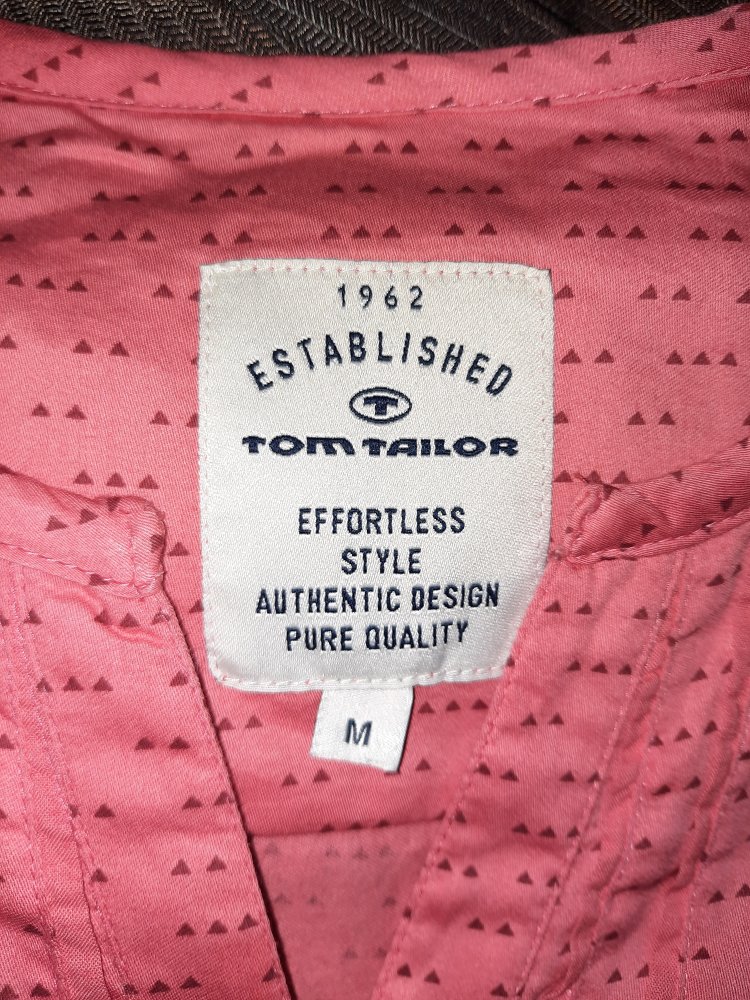 1962
ESTABLISHED
T
TOM TAILOR
EFFORTLESS
STYLE
AUTHENTIC DESIGN
PURE QUALITY
M